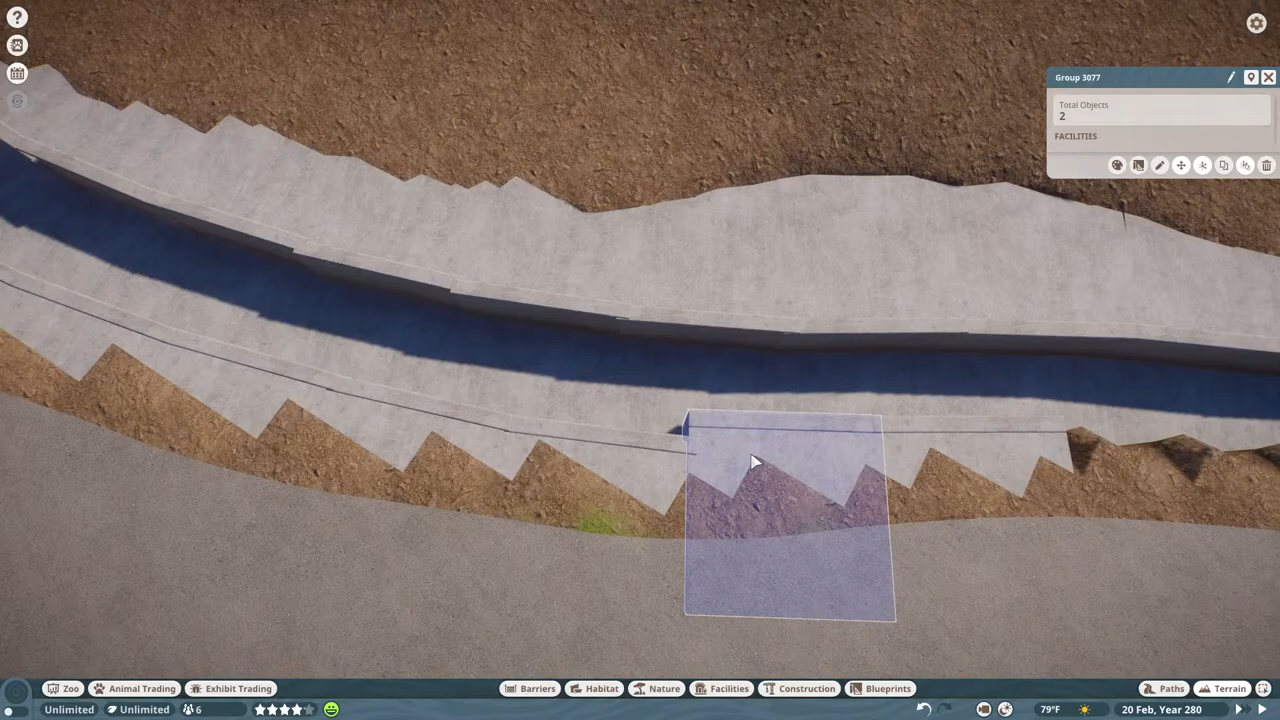 Group 3077
Total Objects
2
FACILITIES
Zoo
Animal Trading
Exhibit Trading
Barriers
Habitat
Nature
Facilities
Construction
Blueprints
Paths
Terrain
Unlimited
Unlimited
6
79°F
20 Feb, Year 280